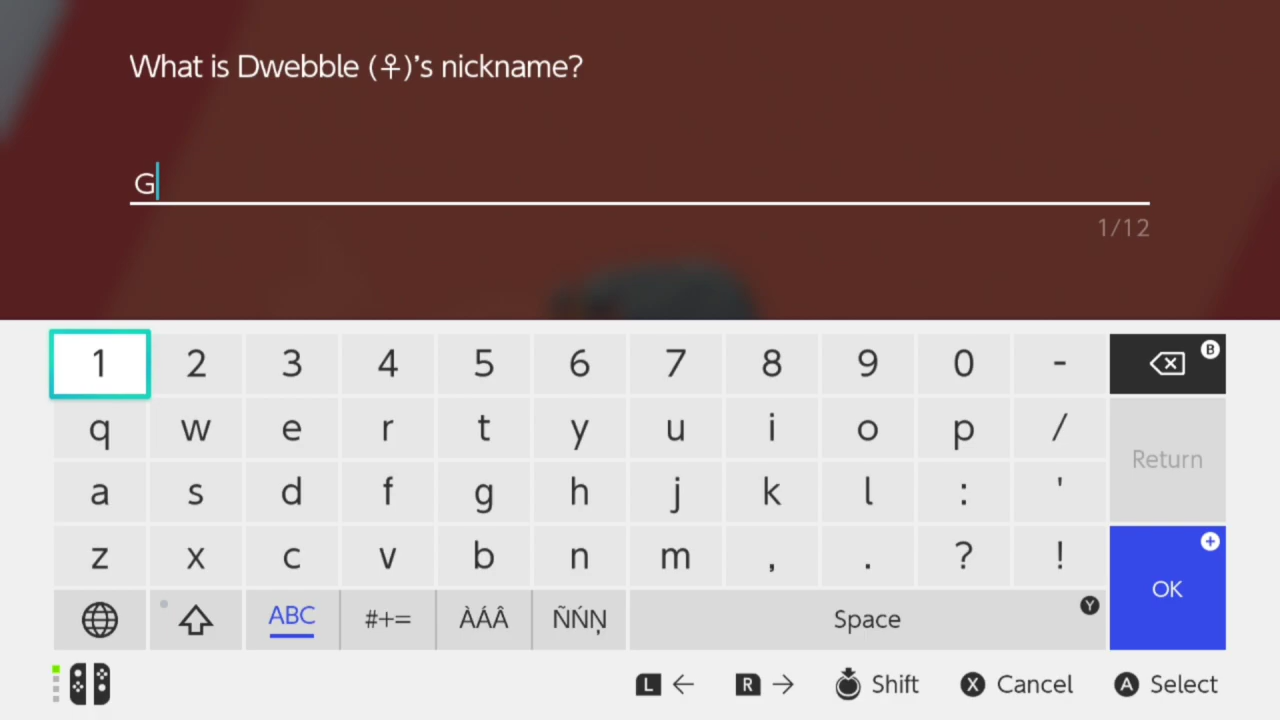 What is Dwebble (♀)'s nickname?
G
1/12
1 2 3 4 5 6 7 8 9 0 - B
q w e r t y u i o p /
Return
a s d f g h j k l : '
z x c v b n m , . ? ! +
OK
ABC #+= ÀÁÂ ÑŃŅ Space Y
L ← R → Shift X Cancel A Select